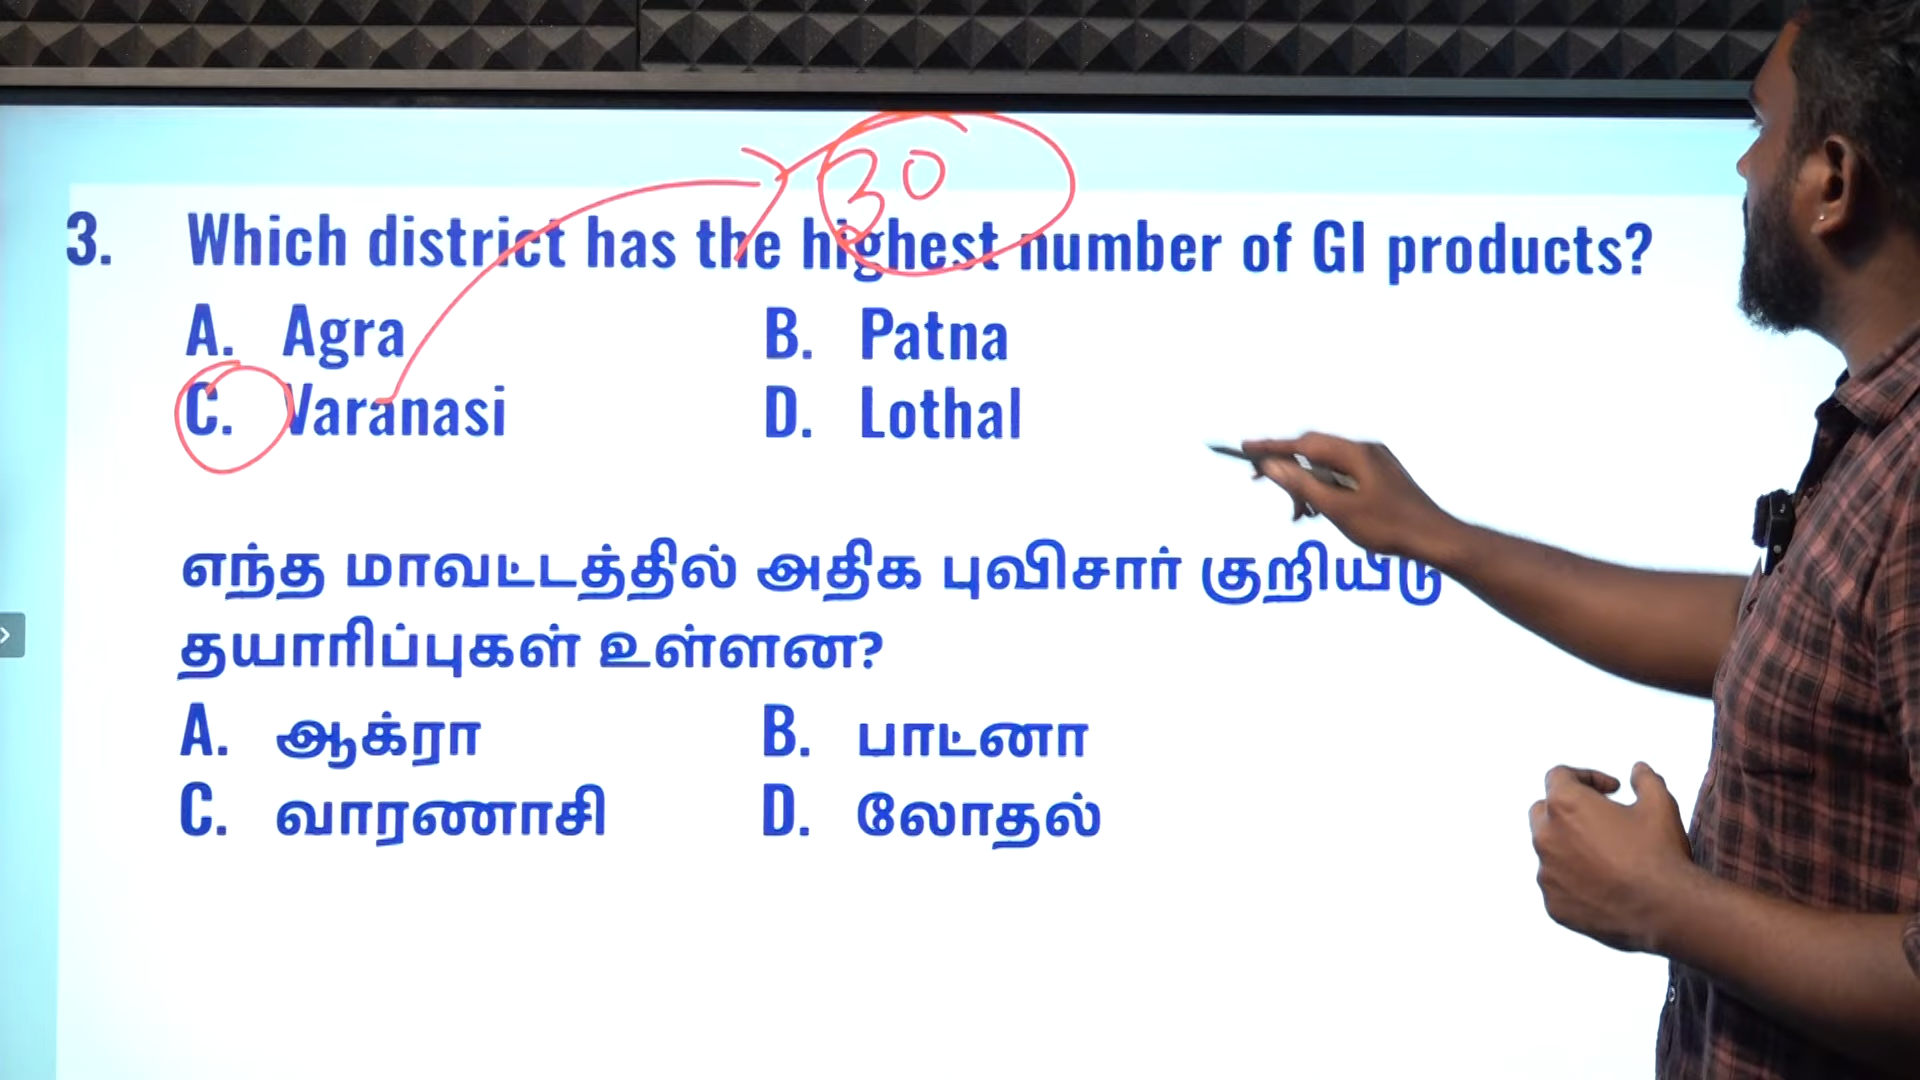 30
3. Which district has the highest number of GI products?
A. Agra B. Patna
C. Varanasi D. Lothal
எந்த மாவட்டத்தில் அதிக புவிசார் குறியீடு
தயாரிப்புகள் உள்ளன?
A. ஆக்ரா B. பாட்னா
C. வாரணாசி D. லோதல்